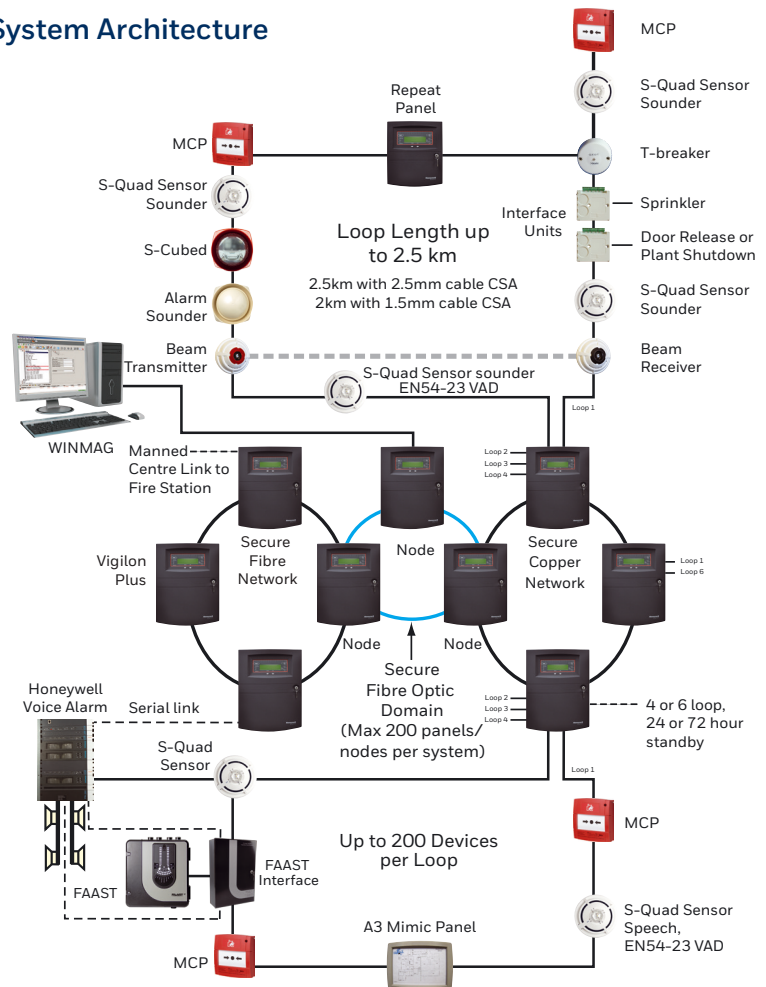 System Architecture
MCP
S-Quad Sensor
Sounder
Repeat
Panel
T-breaker
MCP
S-Quad Sensor
Sounder
Interface
Units
Sprinkler
Loop Length up
to 2.5 km
S-Cubed
Door Release or
Plant Shutdown
2.5km with 2.5mm cable CSA
2km with 1.5mm cable CSA
Alarm
Sounder
S-Quad Sensor
Sounder
Beam
Transmitter
Beam
Receiver
S-Quad Sensor sounder
EN54-23 VAD
Loop 1
WINMAG
Manned
Centre Link to
Fire Station
Loop 2
Loop 3
Loop 4
Secure
Fibre
Network
Node
Secure
Copper
Network
Vigilon
Plus
Loop 1
Loop 6
Node
Node
Secure
Fibre Optic
Domain
(Max 200 panels/
nodes per system)
Honeywell
Voice Alarm
Serial link
Loop 2
Loop 3
Loop 4
4 or 6 loop,
24 or 72 hour
standby
S-Quad
Sensor
Loop 1
MCP
Up to 200 Devices
per Loop
FAAST
FAAST
Interface
A3 Mimic Panel
S-Quad Sensor
Speech,
EN54-23 VAD
MCP